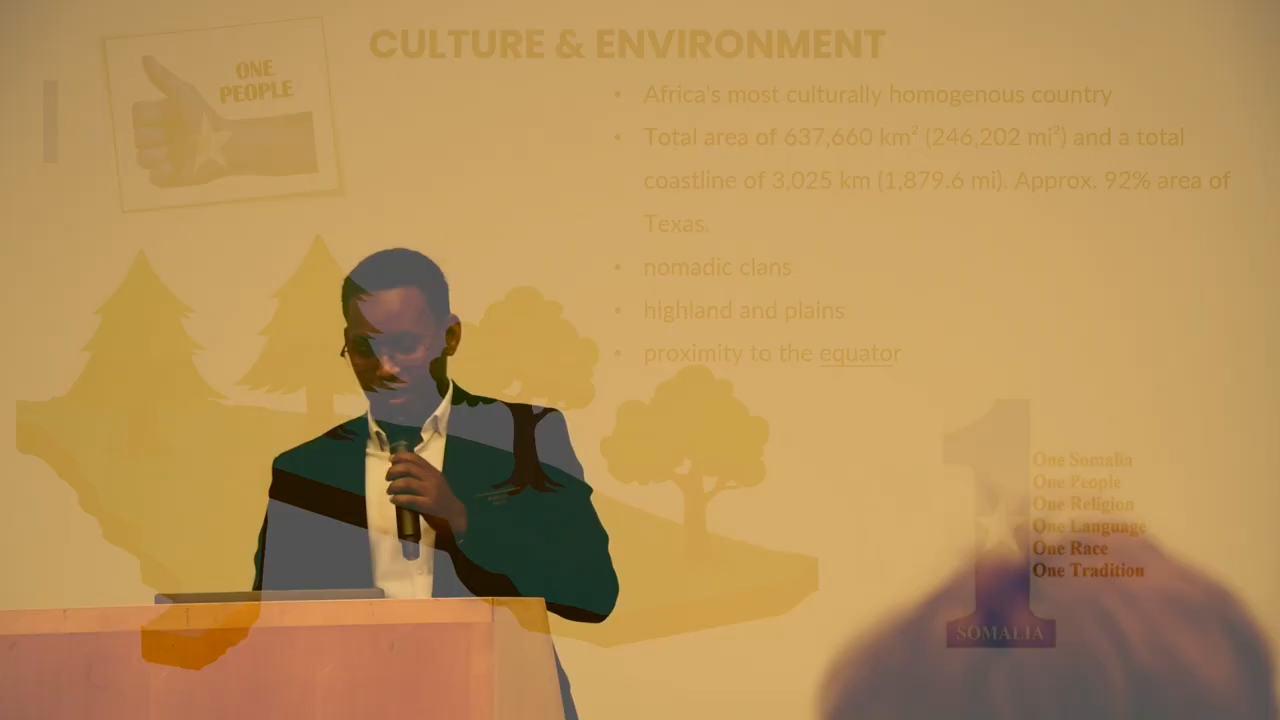 CULTURE & ENVIRONMENT
ONE
PEOPLE
• Africa's most culturally homogenous country
• Total area of 637,660 km² (246,202 mi²) and a total
coastline of 3,025 km (1,879.6 mi). Approx. 92% area of
Texas.
• nomadic clans
• highland and plains
• proximity to the equator
1
One Somalia
One People
One Religion
One Language
One Race
One Tradition
SOMALIA